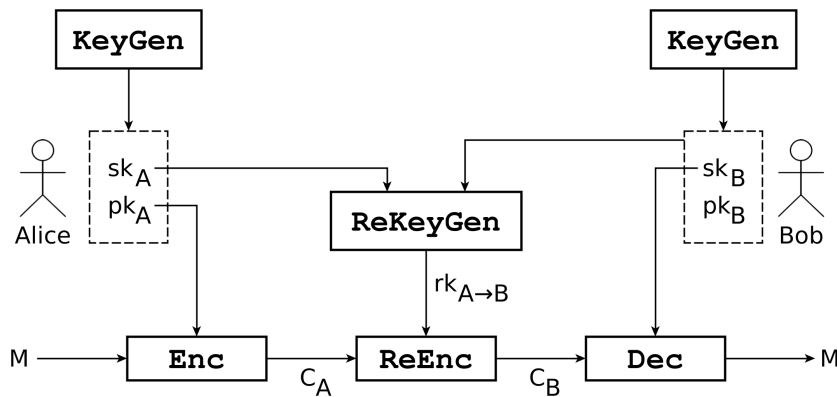 KeyGen
KeyGen
sk_A
pk_A
Alice
ReKeyGen
sk_B
pk_B
Bob
rk_A→B
M
Enc
C_A
ReEnc
C_B
Dec
M